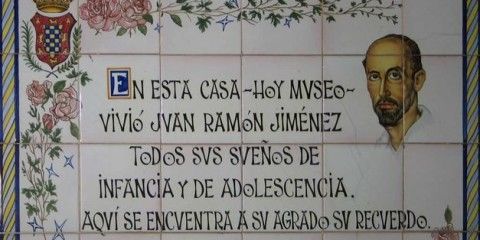 EN ESTA CASA-HOY MVSEO-
VIVIÓ JVAN RAMÓN JIMÉNEZ
TODOS SVS SVEÑOS DE
INFANCIA Y DE ADOLESCENCIA.
AQVÍ SE ENCVENTRA A SV AGRADO SV RECVERDO.